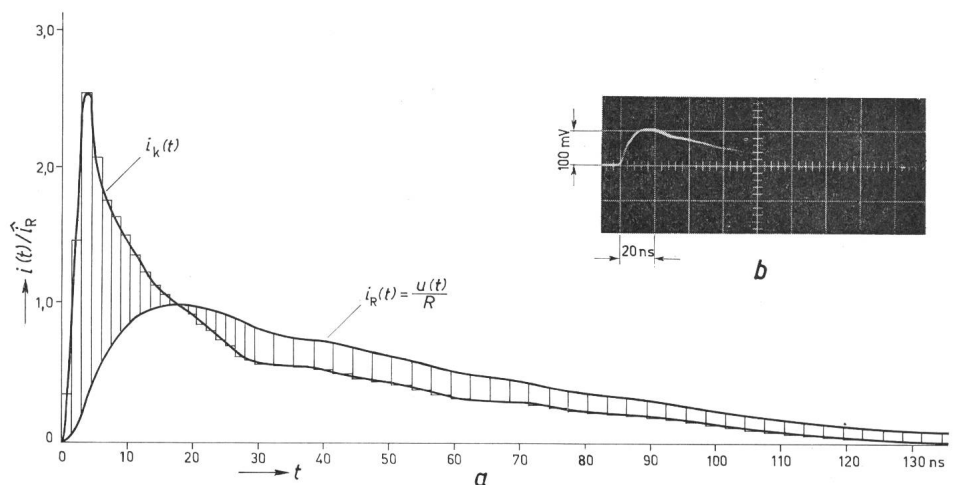 3,0
2,0
1,0
0
i(t)/î_R
i_k(t)
i_R(t) = u(t)/R
0 10 20 30 40 50 60 70 80 90 100 110 120 130 ns
t
a
100 mV
20 ns
b